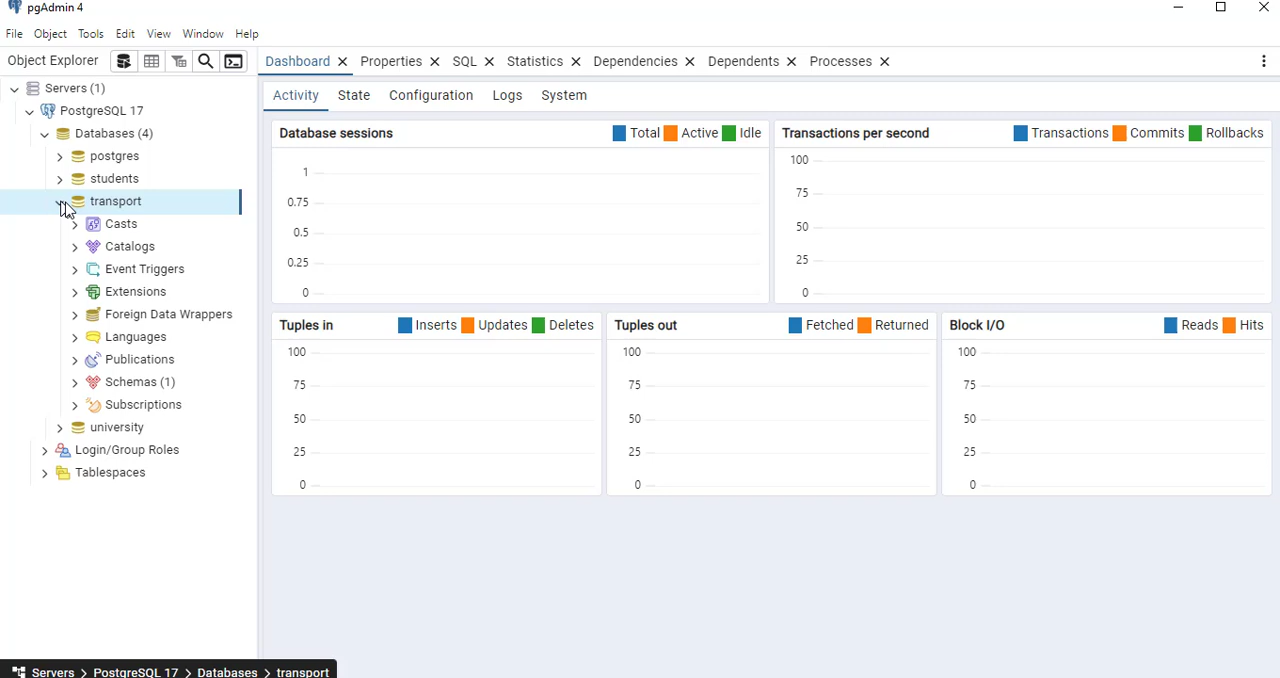 pgAdmin 4
File Object Tools Edit View Window Help
Object Explorer
Dashboard Properties SQL Statistics Dependencies Dependents Processes
Servers (1)
PostgreSQL 17
Databases (4)
postgres
students
transport
Casts
Catalogs
Event Triggers
Extensions
Foreign Data Wrappers
Languages
Publications
Schemas (1)
Subscriptions
university
Login/Group Roles
Tablespaces
Activity State Configuration Logs System
Database sessions Total Active Idle
1
0.75
0.5
0.25
0
Transactions per second Transactions Commits Rollbacks
100
75
50
25
0
Tuples in Inserts Updates Deletes
100
75
50
25
0
Tuples out Fetched Returned
100
75
50
25
0
Block I/O Reads Hits
100
75
50
25
0
Servers > PostgreSQL 17 > Databases > transport